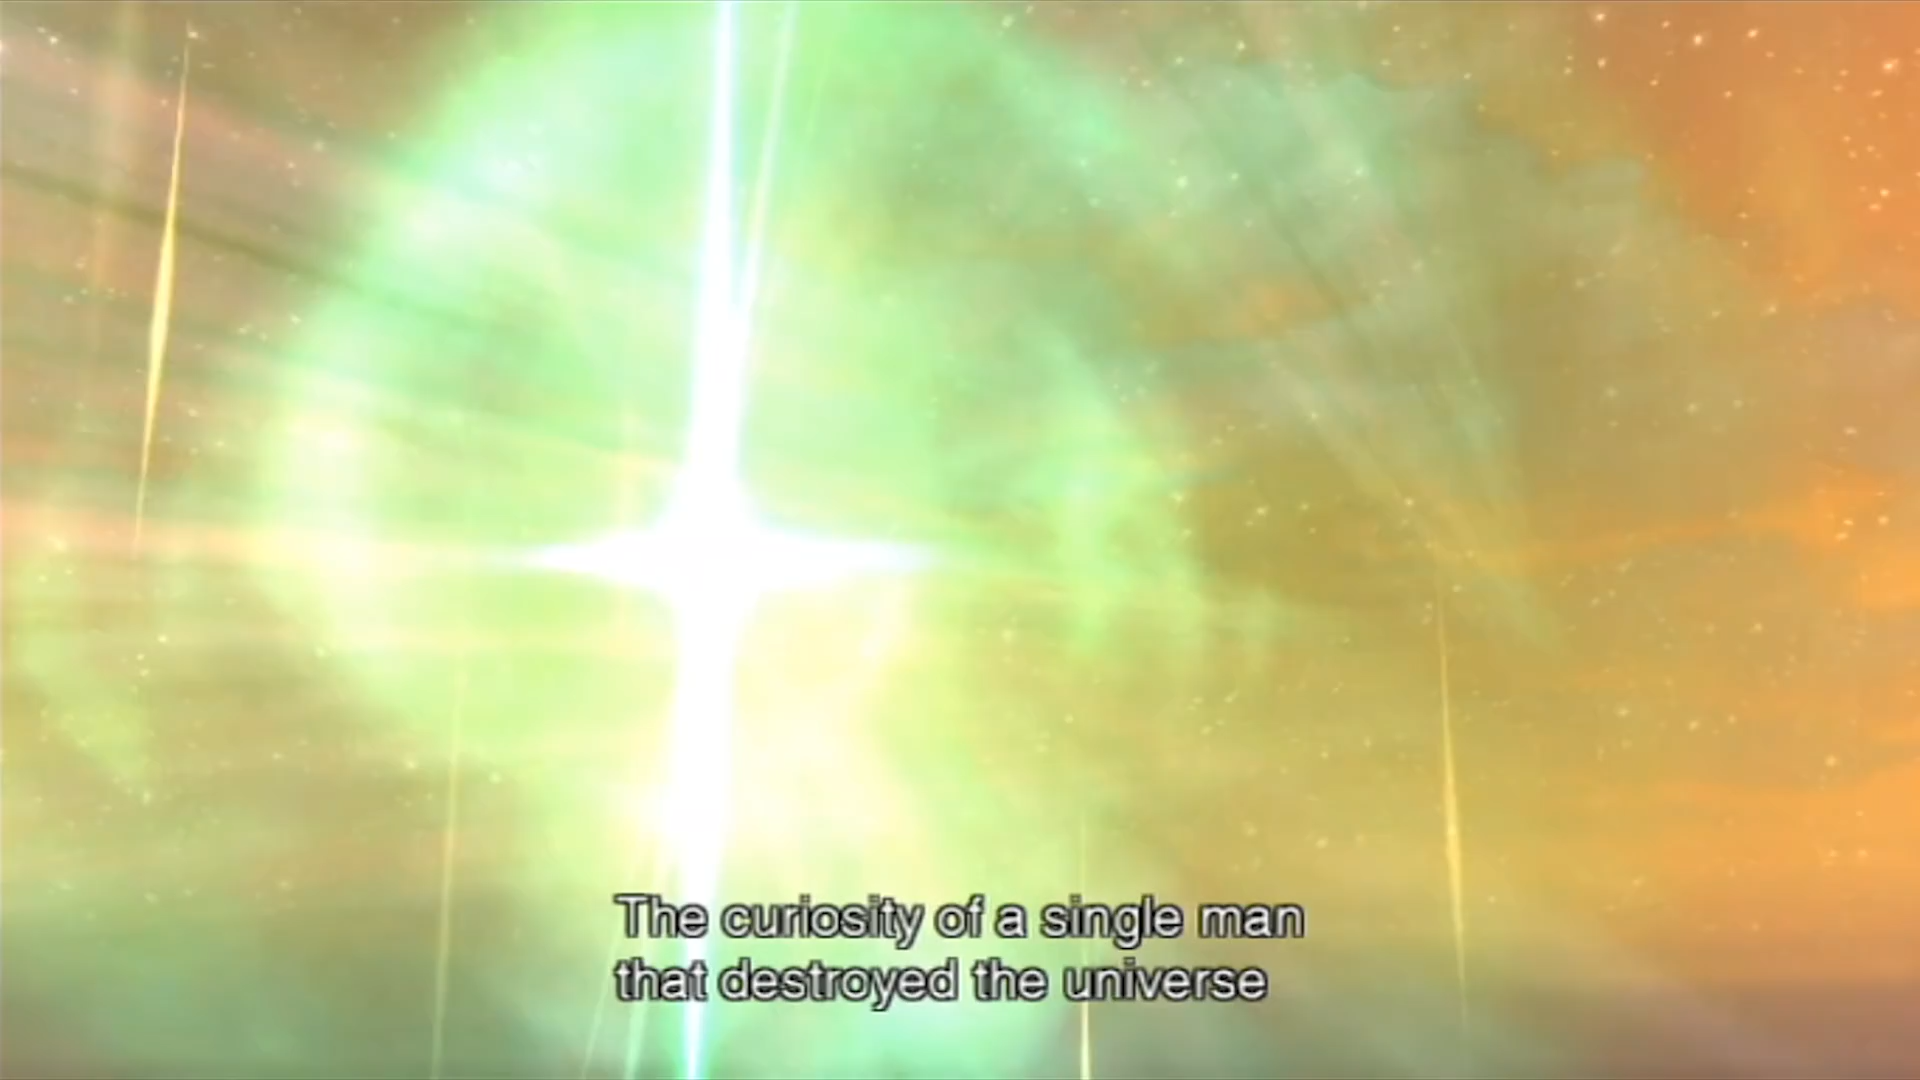 The curiosity of a single man
that destroyed the universe